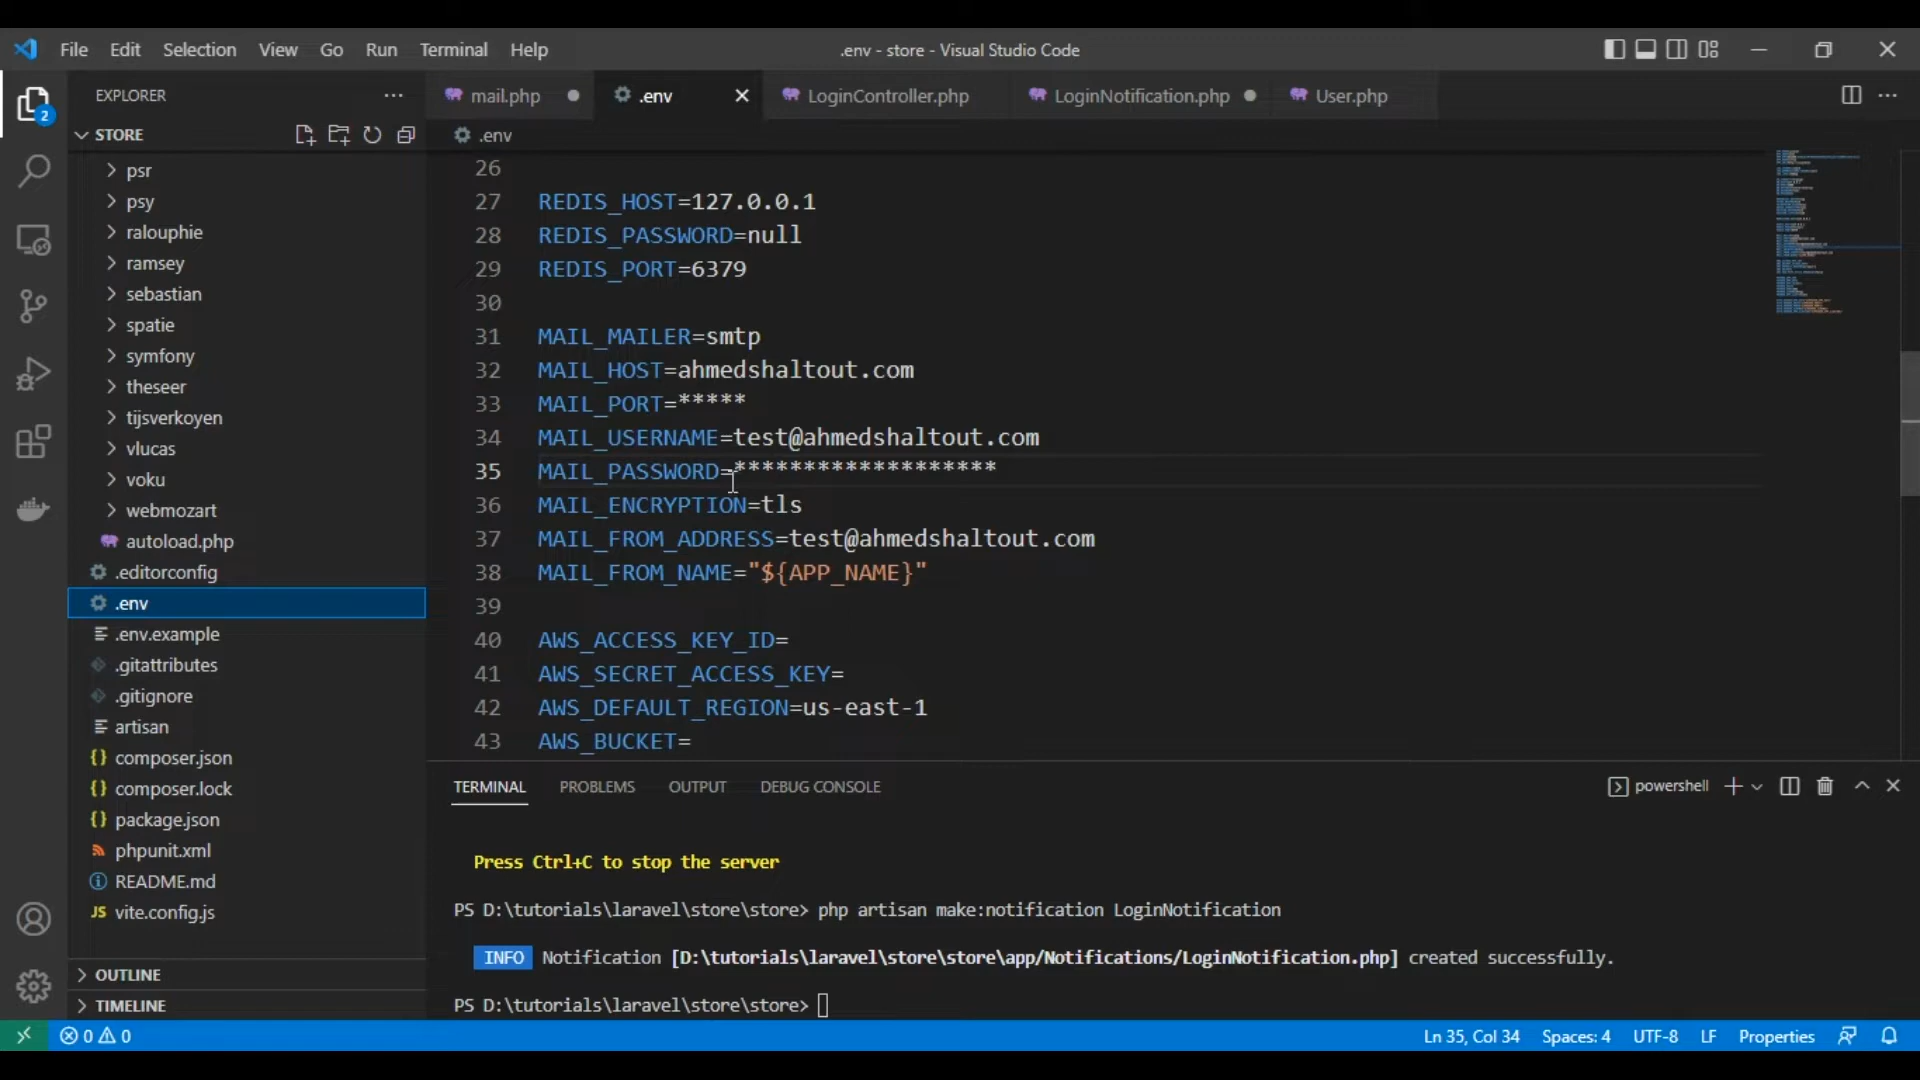 File Edit Selection View Go Run Terminal Help
.env - store - Visual Studio Code
EXPLORER
mail.php
.env
LoginController.php
LoginNotification.php
User.php
STORE
.env
2
psr
psy
ralouphie
ramsey
sebastian
spatie
symfony
theseer
tijsverkoyen
vlucas
voku
webmozart
autoload.php
.editorconfig
.env
.env.example
.gitattributes
.gitignore
artisan
composer.json
composer.lock
package.json
phpunit.xml
README.md
JS vite.config.js
OUTLINE
TIMELINE
26
27 REDIS_HOST=127.0.0.1
28 REDIS_PASSWORD=null
29 REDIS_PORT=6379
30
31 MAIL_MAILER=smtp
32 MAIL_HOST=ahmedshaltout.com
33 MAIL_PORT=*****
34 MAIL_USERNAME=test@ahmedshaltout.com
35 MAIL_PASSWORD=*******************
36 MAIL_ENCRYPTION=tls
37 MAIL_FROM_ADDRESS=test@ahmedshaltout.com
38 MAIL_FROM_NAME="${APP_NAME}"
39
40 AWS_ACCESS_KEY_ID=
41 AWS_SECRET_ACCESS_KEY=
42 AWS_DEFAULT_REGION=us-east-1
43 AWS_BUCKET=
TERMINAL PROBLEMS OUTPUT DEBUG CONSOLE
powershell
Press Ctrl+C to stop the server
PS D:\tutorials\laravel\store\store> php artisan make:notification LoginNotification
INFO Notification [D:\tutorials\laravel\store\store\app/Notifications/LoginNotification.php] created successfully.
PS D:\tutorials\laravel\store\store>
0 0
Ln 35, Col 34 Spaces: 4 UTF-8 LF Properties